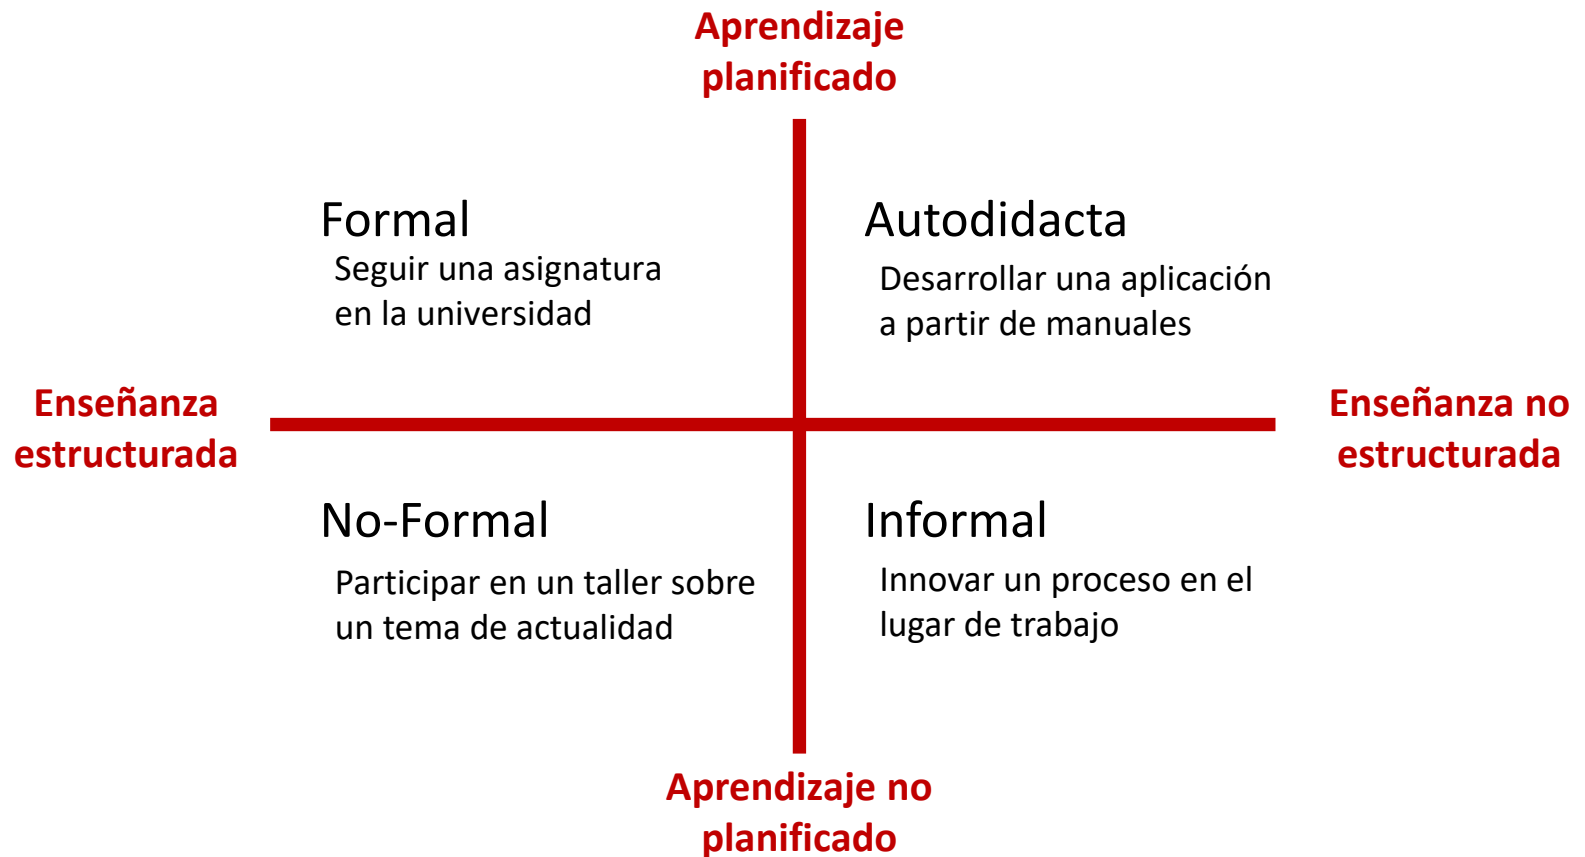 Aprendizaje
planificado
Formal
Seguir una asignatura
en la universidad
Autodidacta
Desarrollar una aplicación
a partir de manuales
Enseñanza
estructurada
Enseñanza no
estructurada
No-Formal
Participar en un taller sobre
un tema de actualidad
Informal
Innovar un proceso en el
lugar de trabajo
Aprendizaje no
planificado